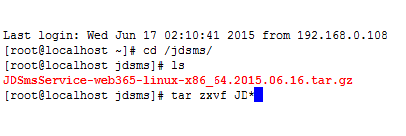 Last login: Wed Jun 17 02:10:41 2015 from 192.168.0.108
[root@localhost ~]# cd /jdsms/
[root@localhost jdsms]# ls
JDSmsService-web365-linux-x86_64.2015.06.16.tar.gz
[root@localhost jdsms]# tar zxvf JD*